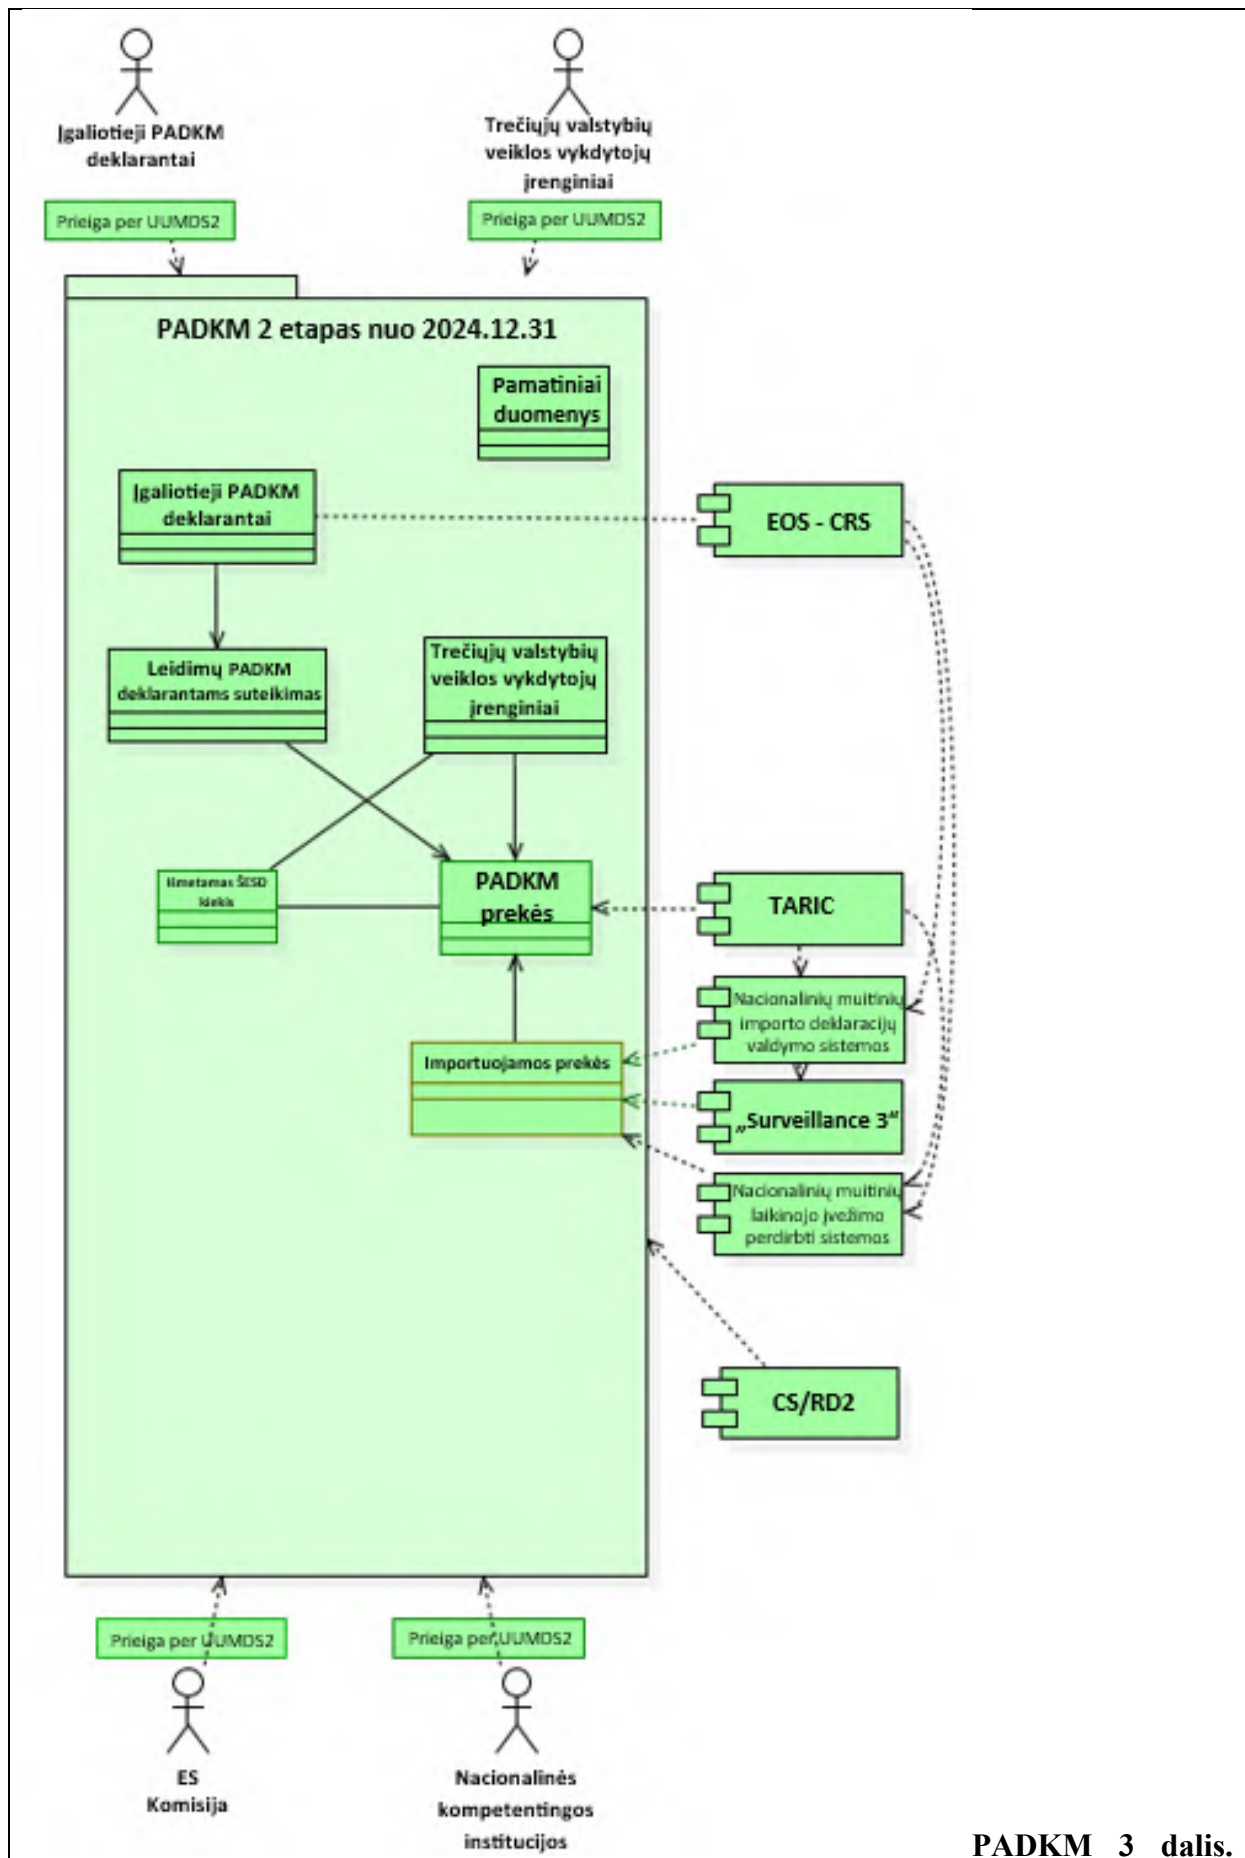 Įgaliotieji PADKM
deklarantai
Trečiųjų valstybių
veiklos vykdytojų
įrenginiai
Prieiga per UUMDS2
Prieiga per UUMDS2
PADKM 2 etapas nuo 2024.12.31
Pamatiniai
duomenys
Įgaliotieji PADKM
deklarantai
EOS - CRS
Leidimų PADKM
deklarantams suteikimas
Trečiųjų valstybių
veiklos vykdytojų
įrenginiai
Išmetamas ŠESD
kiekis
PADKM
prekės
TARIC
Nacionalinių muitinių
importo deklaracijų
valdymo sistemos
Importuojamos prekės
„Surveillance 3“
Nacionalinių muitinių
laikinojo įvežimo
perdirbti sistemos
CS/RD2
Prieiga per UUMDS2
Prieiga per UUMDS2
ES
Komisija
Nacionalinės
kompetentingos
institucijos
PADKM 3 dalis.